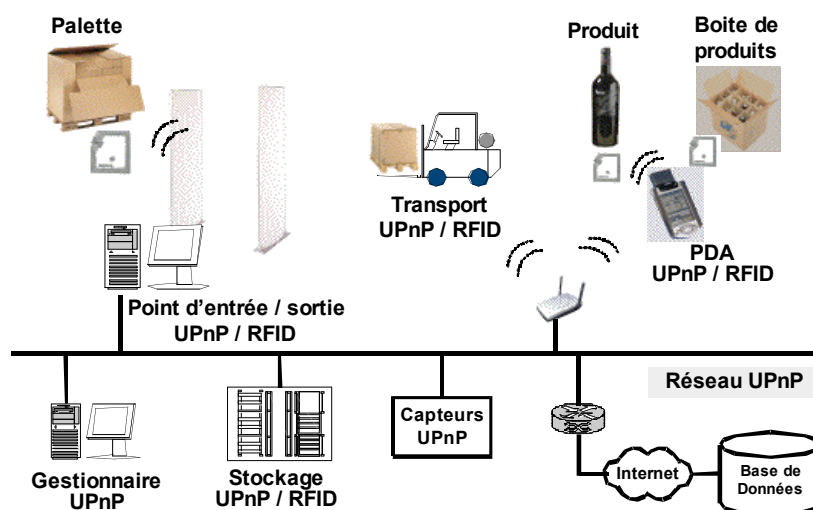 Palette
Produit
Boite de
produits
Transport
UPnP / RFID
PDA
UPnP / RFID
Point d'entrée / sortie
UPnP / RFID
Réseau UPnP
Capteurs
UPnP
Gestionnaire
UPnP
Stockage
UPnP / RFID
Internet
Base de
Données